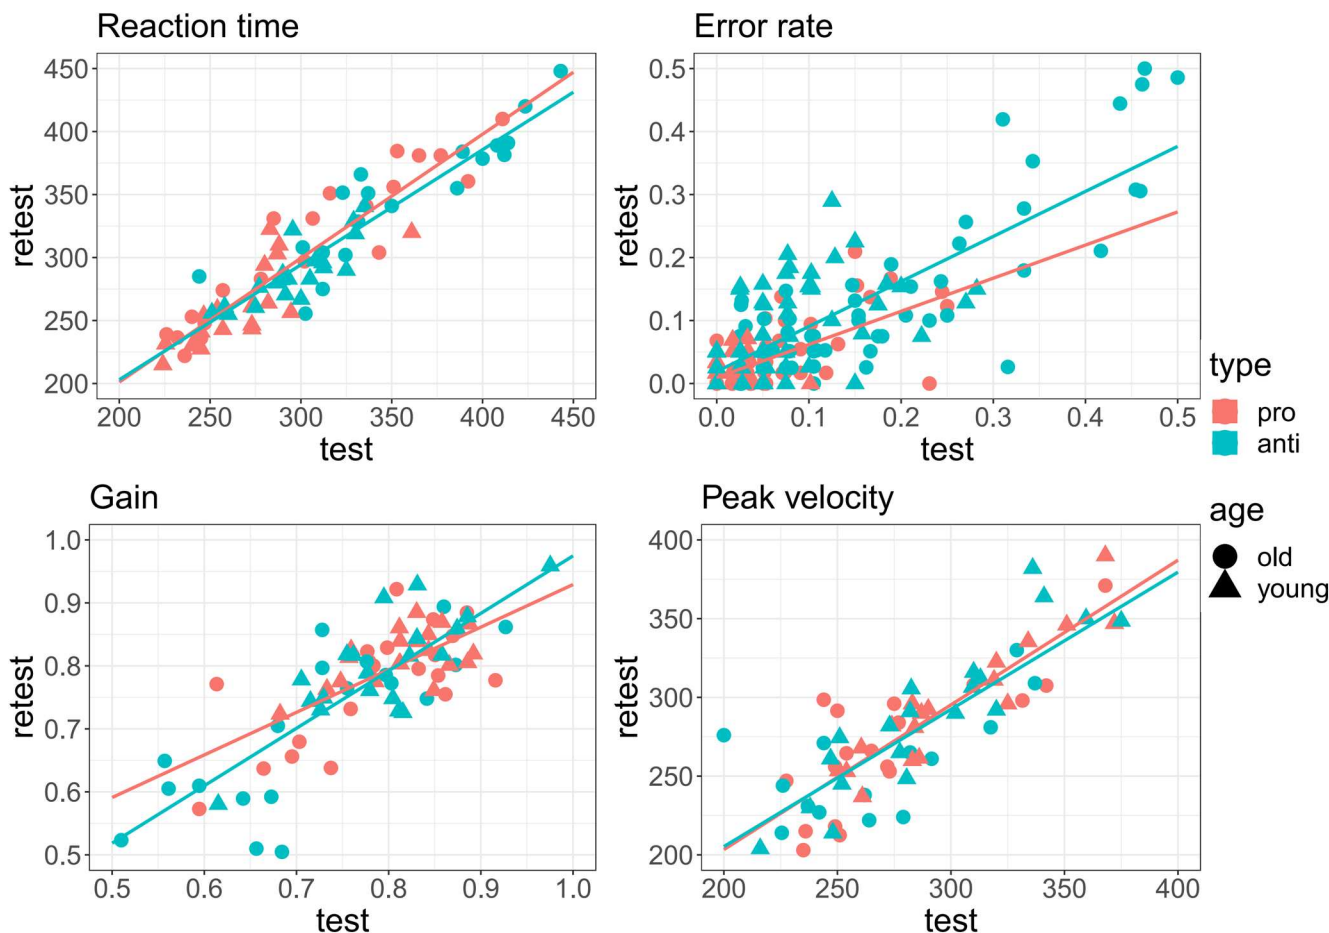 Reaction time
450
400
350
300
250
200
retest
200 250 300 350 400 450
test
Error rate
0.5
0.4
0.3
0.2
0.1
0.0
retest
0.0 0.1 0.2 0.3 0.4 0.5
test
Gain
1.0
0.9
0.8
0.7
0.6
0.5
retest
0.5 0.6 0.7 0.8 0.9 1.0
test
Peak velocity
400
350
300
250
200
retest
200 250 300 350 400
test
type
pro
anti
age
old
young